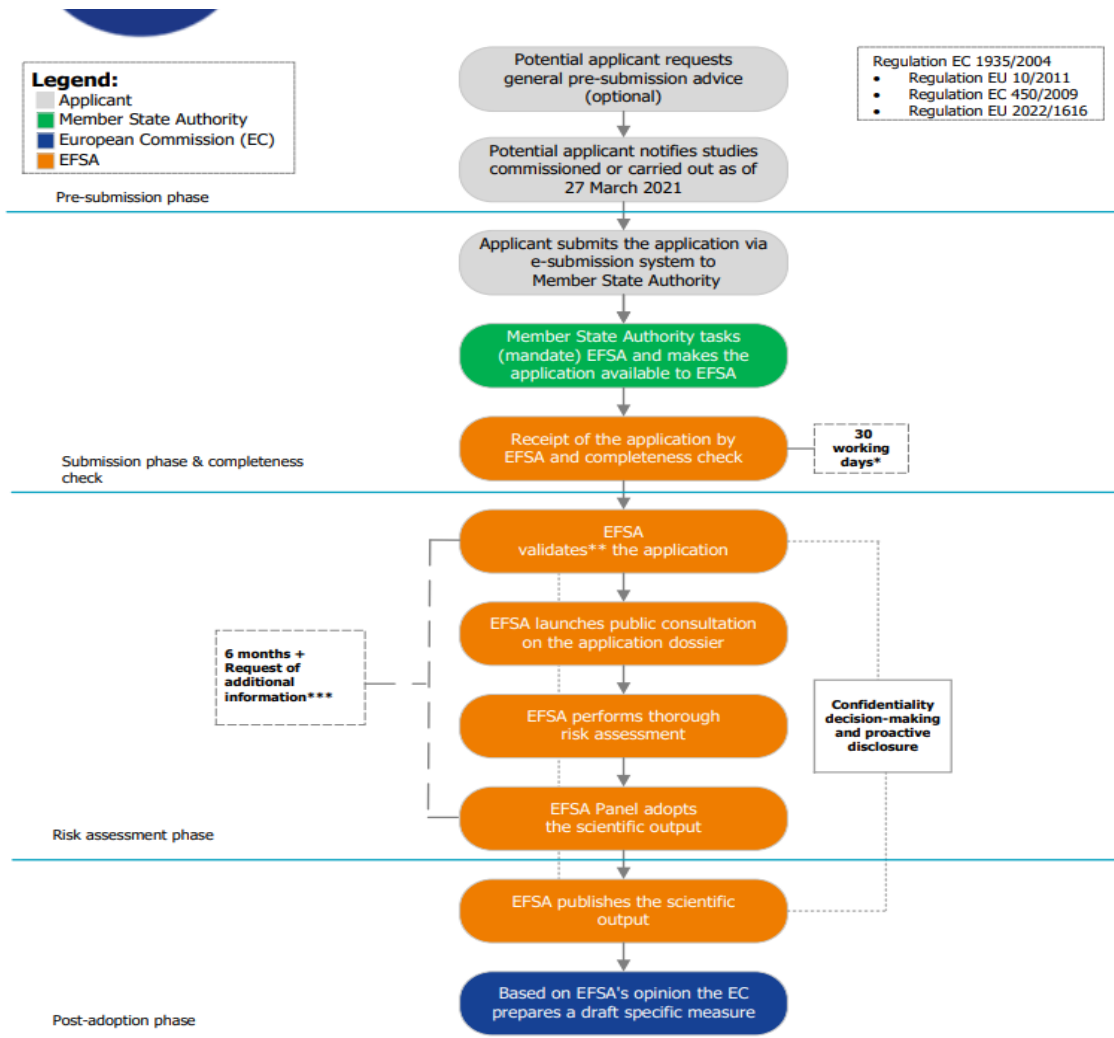 Legend:
Applicant
Member State Authority
European Commission (EC)
EFSA
Potential applicant requests
general pre-submission advice
(optional)
Regulation EC 1935/2004
• Regulation EU 10/2011
• Regulation EC 450/2009
• Regulation EU 2022/1616
Potential applicant notifies studies
commissioned or carried out as of
27 March 2021
Pre-submission phase
Applicant submits the application via
e-submission system to
Member State Authority
Member State Authority tasks
(mandate) EFSA and makes the
application available to EFSA
Receipt of the application by
EFSA and completeness check
30
working
days*
Submission phase & completeness
check
EFSA
validates** the application
EFSA launches public consultation
on the application dossier
6 months +
Request of
additional
information***
EFSA performs thorough
risk assessment
Confidentiality
decision-making
and proactive
disclosure
EFSA Panel adopts
the scientific output
Risk assessment phase
EFSA publishes the scientific
output
Based on EFSA's opinion the EC
prepares a draft specific measure
Post-adoption phase